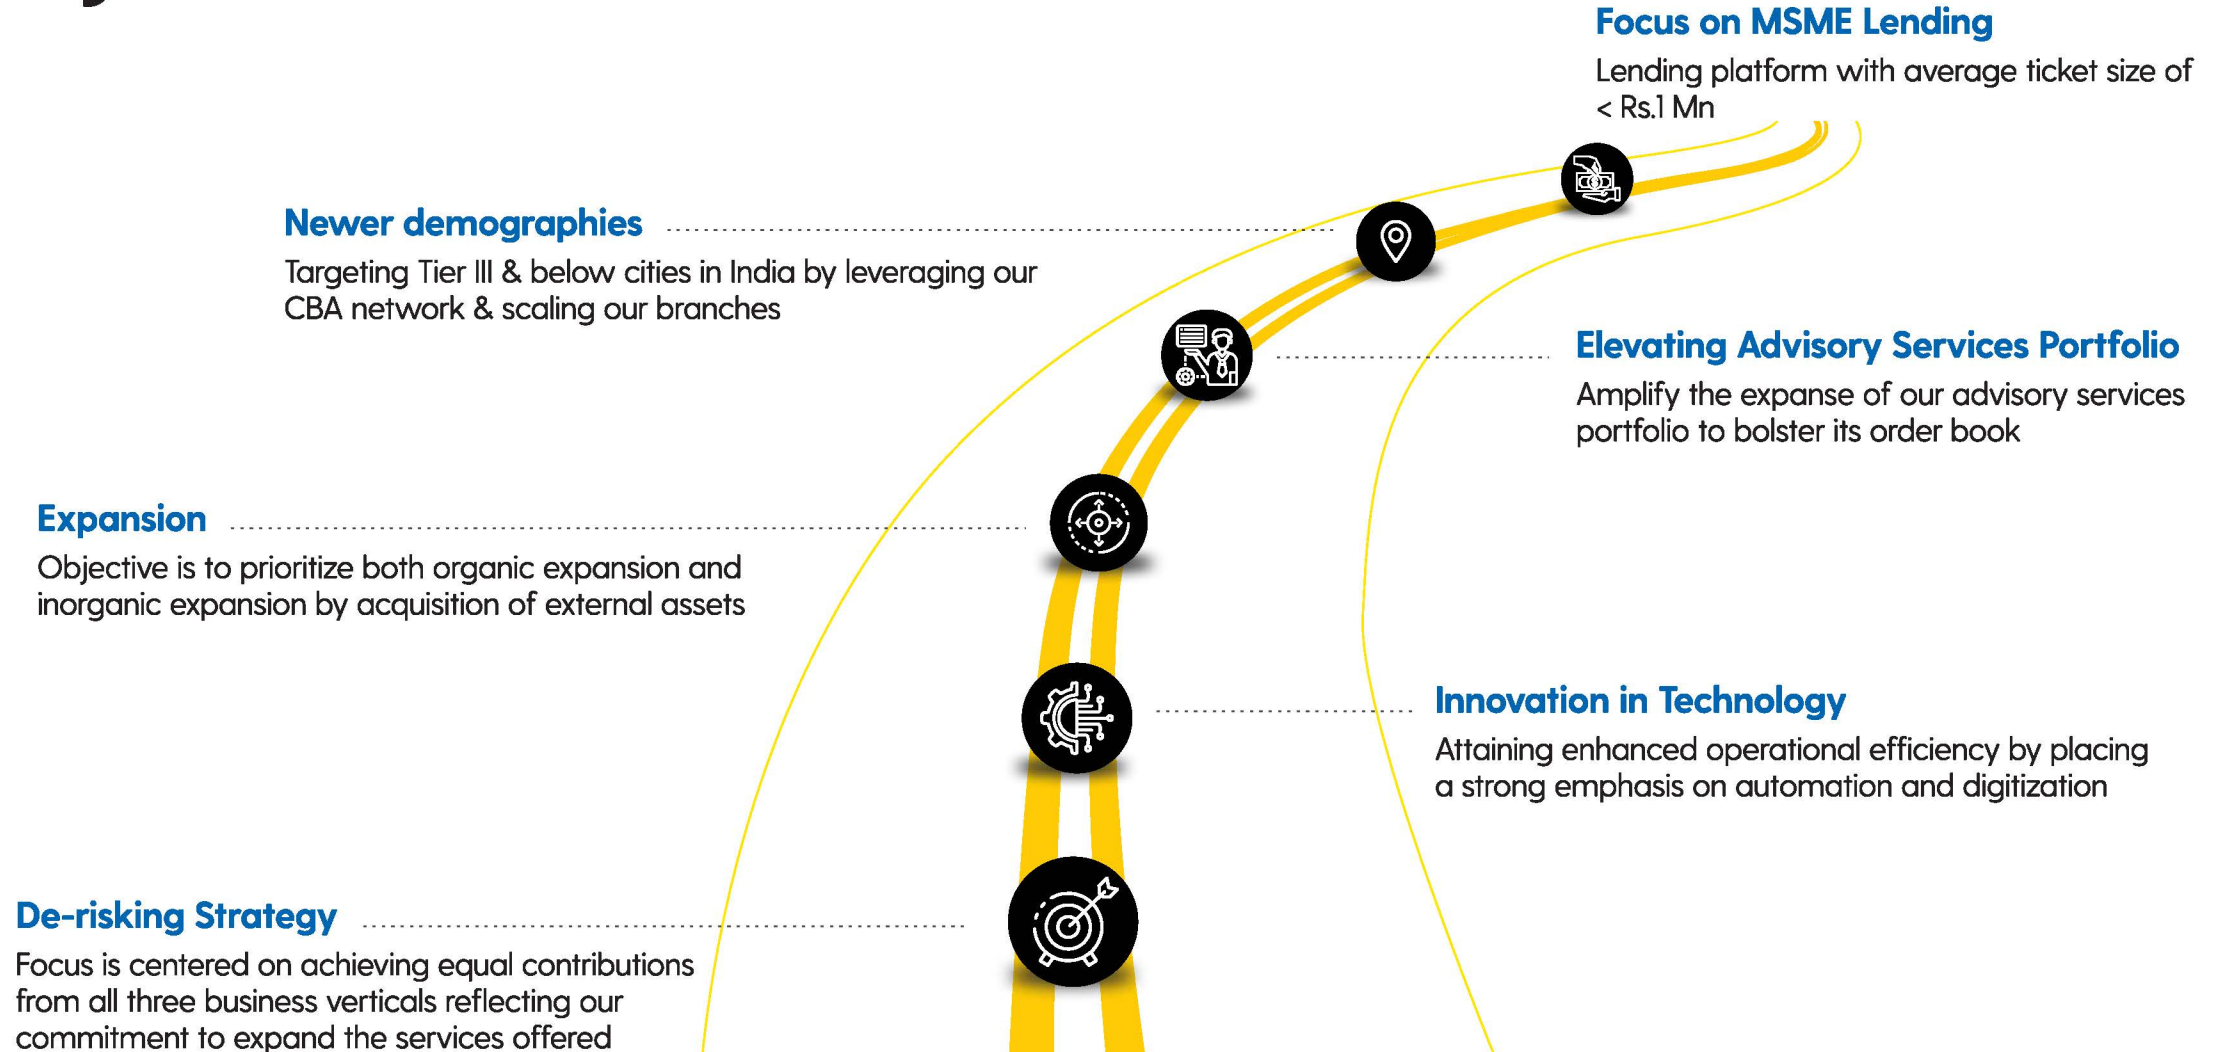 Focus on MSME Lending
Lending platform with average ticket size of
< Rs.1 Mn
Newer demographies
Targeting Tier III & below cities in India by leveraging our
CBA network & scaling our branches
Elevating Advisory Services Portfolio
Amplify the expanse of our advisory services
portfolio to bolster its order book
Expansion
Objective is to prioritize both organic expansion and
inorganic expansion by acquisition of external assets
Innovation in Technology
Attaining enhanced operational efficiency by placing
a strong emphasis on automation and digitization
De-risking Strategy
Focus is centered on achieving equal contributions
from all three business verticals reflecting our
commitment to expand the services offered